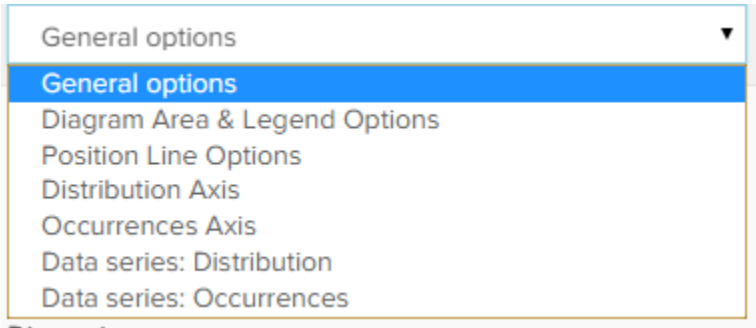 General options
General options
Diagram Area & Legend Options
Position Line Options
Distribution Axis
Occurrences Axis
Data series: Distribution
Data series: Occurrences